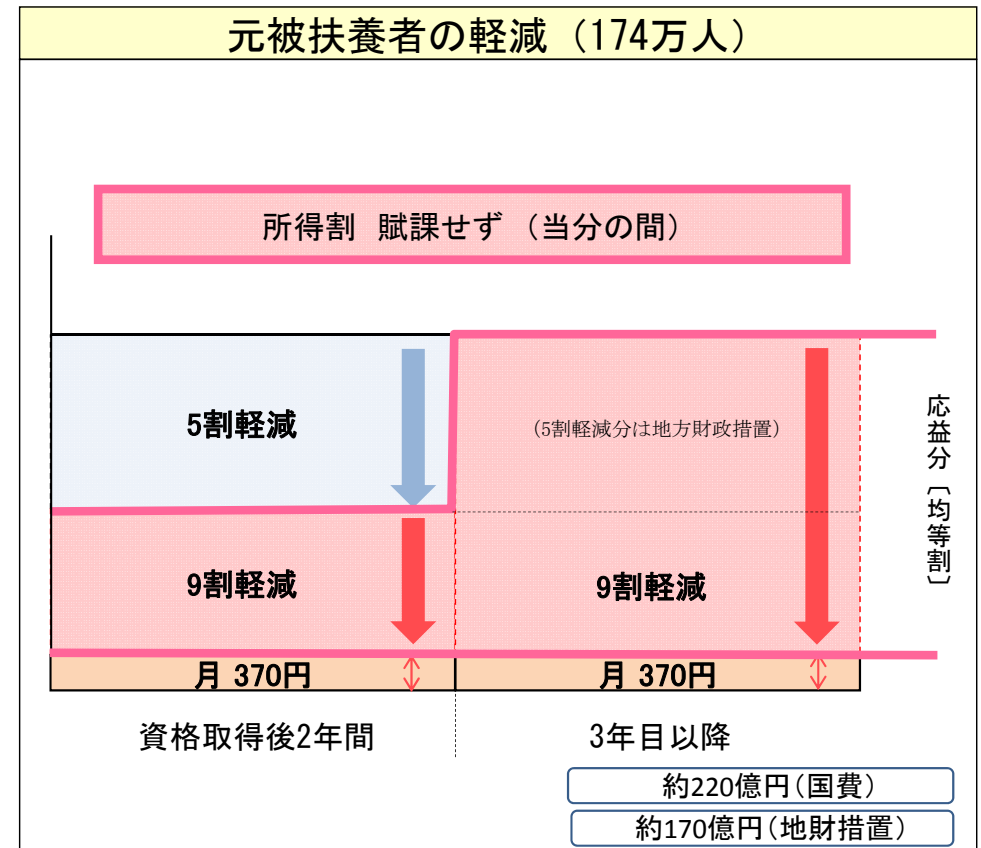 元被扶養者の軽減（174万人）
所得割 賦課せず（当分の間）
5割軽減
（5割軽減分は地方財政措置）
9割軽減
9割軽減
応益分〔均等割〕
月 370円
月 370円
資格取得後2年間
3年目以降
約220億円（国費）
約170億円（地財措置）